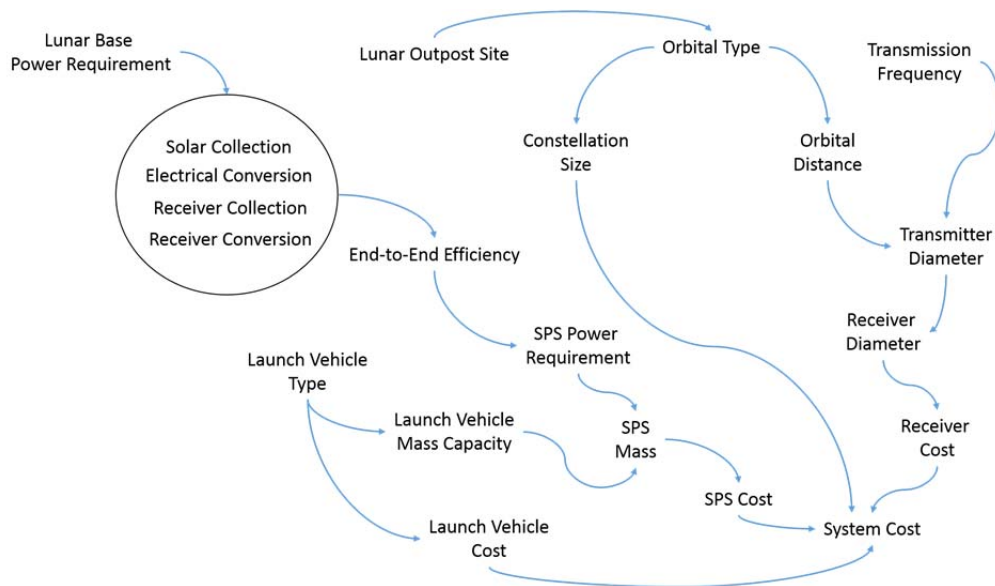 Lunar Base
Power Requirement
Lunar Outpost Site
Orbital Type
Transmission
Frequency
Solar Collection
Electrical Conversion
Receiver Collection
Receiver Conversion
Constellation
Size
Orbital
Distance
End-to-End Efficiency
Transmitter
Diameter
SPS Power
Requirement
Receiver
Diameter
Launch Vehicle
Type
Launch Vehicle
Mass Capacity
SPS
Mass
Receiver
Cost
SPS Cost
System Cost
Launch Vehicle
Cost